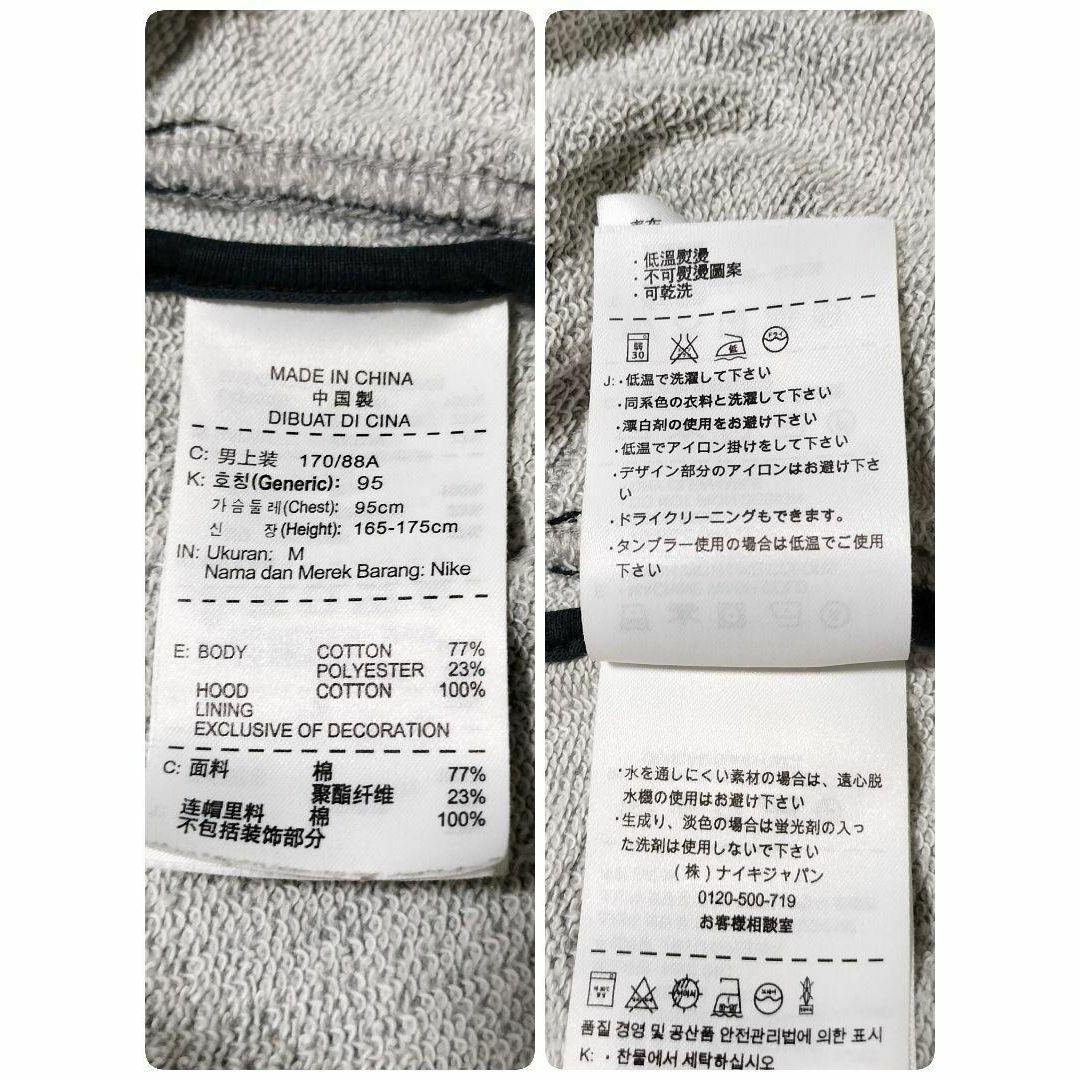 MADE IN CHINA
中国製
DIBUAT DI CINA
C: 男上装 170/88A
K: 호칭(Generic): 95
가슴둘레(Chest): 95cm
신 장(Height): 165-175cm
IN: Ukuran: M
Nama dan Merek Barang: Nike
E: BODY COTTON 77%
POLYESTER 23%
HOOD COTTON 100%
LINING
EXCLUSIVE OF DECORATION
C: 面料 棉 77%
聚酯纤维 23%
连帽里料 棉 100%
不包括装饰部分
・低溫熨燙
・不可熨燙圖案
・可乾洗
弱 30
低
ドライ
J: ・低温で洗濯して下さい
・同系色の衣料と洗濯して下さい
・漂白剤の使用をお避け下さい
・低温でアイロン掛けをして下さい
・デザイン部分のアイロンはお避け下さ
い
・ドライクリーニングもできます。
・タンブラー使用の場合は低温でご使用
下さい
・水を通しにくい素材の場合は、遠心脱
水機の使用はお避け下さい
・生成り、淡色の場合は蛍光剤の入っ
た洗剤は使用しないで下さい
(株)ナイキジャパン
0120-500-719
お客様相談室
품질 경영 및 공산품 안전관리법에 의한 표시
K: ・찬물에서 세탁하십시오